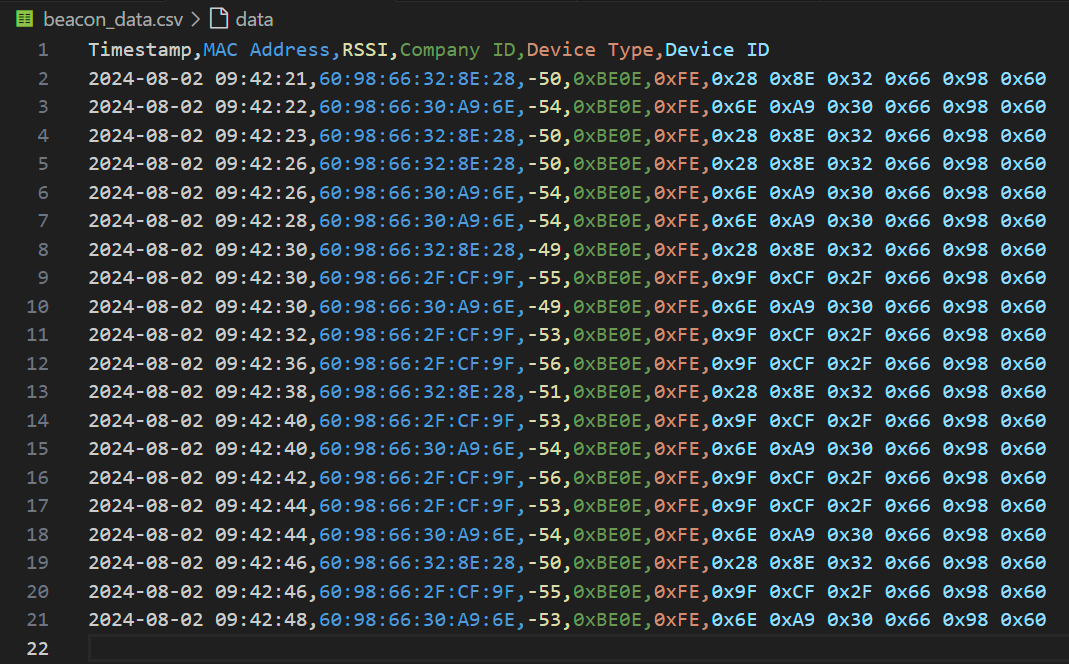 beacon_data.csv > data
1 Timestamp,MAC Address,RSSI,Company ID,Device Type,Device ID
2 2024-08-02 09:42:21,60:98:66:32:8E:28,-50,0xBE0E,0xFE,0x28 0x8E 0x32 0x66 0x98 0x60
3 2024-08-02 09:42:22,60:98:66:30:A9:6E,-54,0xBE0E,0xFE,0x6E 0xA9 0x30 0x66 0x98 0x60
4 2024-08-02 09:42:23,60:98:66:32:8E:28,-50,0xBE0E,0xFE,0x28 0x8E 0x32 0x66 0x98 0x60
5 2024-08-02 09:42:26,60:98:66:32:8E:28,-50,0xBE0E,0xFE,0x28 0x8E 0x32 0x66 0x98 0x60
6 2024-08-02 09:42:26,60:98:66:30:A9:6E,-54,0xBE0E,0xFE,0x6E 0xA9 0x30 0x66 0x98 0x60
7 2024-08-02 09:42:28,60:98:66:30:A9:6E,-54,0xBE0E,0xFE,0x6E 0xA9 0x30 0x66 0x98 0x60
8 2024-08-02 09:42:30,60:98:66:32:8E:28,-49,0xBE0E,0xFE,0x28 0x8E 0x32 0x66 0x98 0x60
9 2024-08-02 09:42:30,60:98:66:2F:CF:9F,-55,0xBE0E,0xFE,0x9F 0xCF 0x2F 0x66 0x98 0x60
10 2024-08-02 09:42:30,60:98:66:30:A9:6E,-49,0xBE0E,0xFE,0x6E 0xA9 0x30 0x66 0x98 0x60
11 2024-08-02 09:42:32,60:98:66:2F:CF:9F,-53,0xBE0E,0xFE,0x9F 0xCF 0x2F 0x66 0x98 0x60
12 2024-08-02 09:42:36,60:98:66:2F:CF:9F,-56,0xBE0E,0xFE,0x9F 0xCF 0x2F 0x66 0x98 0x60
13 2024-08-02 09:42:38,60:98:66:32:8E:28,-51,0xBE0E,0xFE,0x28 0x8E 0x32 0x66 0x98 0x60
14 2024-08-02 09:42:40,60:98:66:2F:CF:9F,-53,0xBE0E,0xFE,0x9F 0xCF 0x2F 0x66 0x98 0x60
15 2024-08-02 09:42:40,60:98:66:30:A9:6E,-54,0xBE0E,0xFE,0x6E 0xA9 0x30 0x66 0x98 0x60
16 2024-08-02 09:42:42,60:98:66:2F:CF:9F,-56,0xBE0E,0xFE,0x9F 0xCF 0x2F 0x66 0x98 0x60
17 2024-08-02 09:42:44,60:98:66:2F:CF:9F,-53,0xBE0E,0xFE,0x9F 0xCF 0x2F 0x66 0x98 0x60
18 2024-08-02 09:42:44,60:98:66:30:A9:6E,-54,0xBE0E,0xFE,0x6E 0xA9 0x30 0x66 0x98 0x60
19 2024-08-02 09:42:46,60:98:66:32:8E:28,-50,0xBE0E,0xFE,0x28 0x8E 0x32 0x66 0x98 0x60
20 2024-08-02 09:42:46,60:98:66:2F:CF:9F,-55,0xBE0E,0xFE,0x9F 0xCF 0x2F 0x66 0x98 0x60
21 2024-08-02 09:42:48,60:98:66:30:A9:6E,-53,0xBE0E,0xFE,0x6E 0xA9 0x30 0x66 0x98 0x60
22